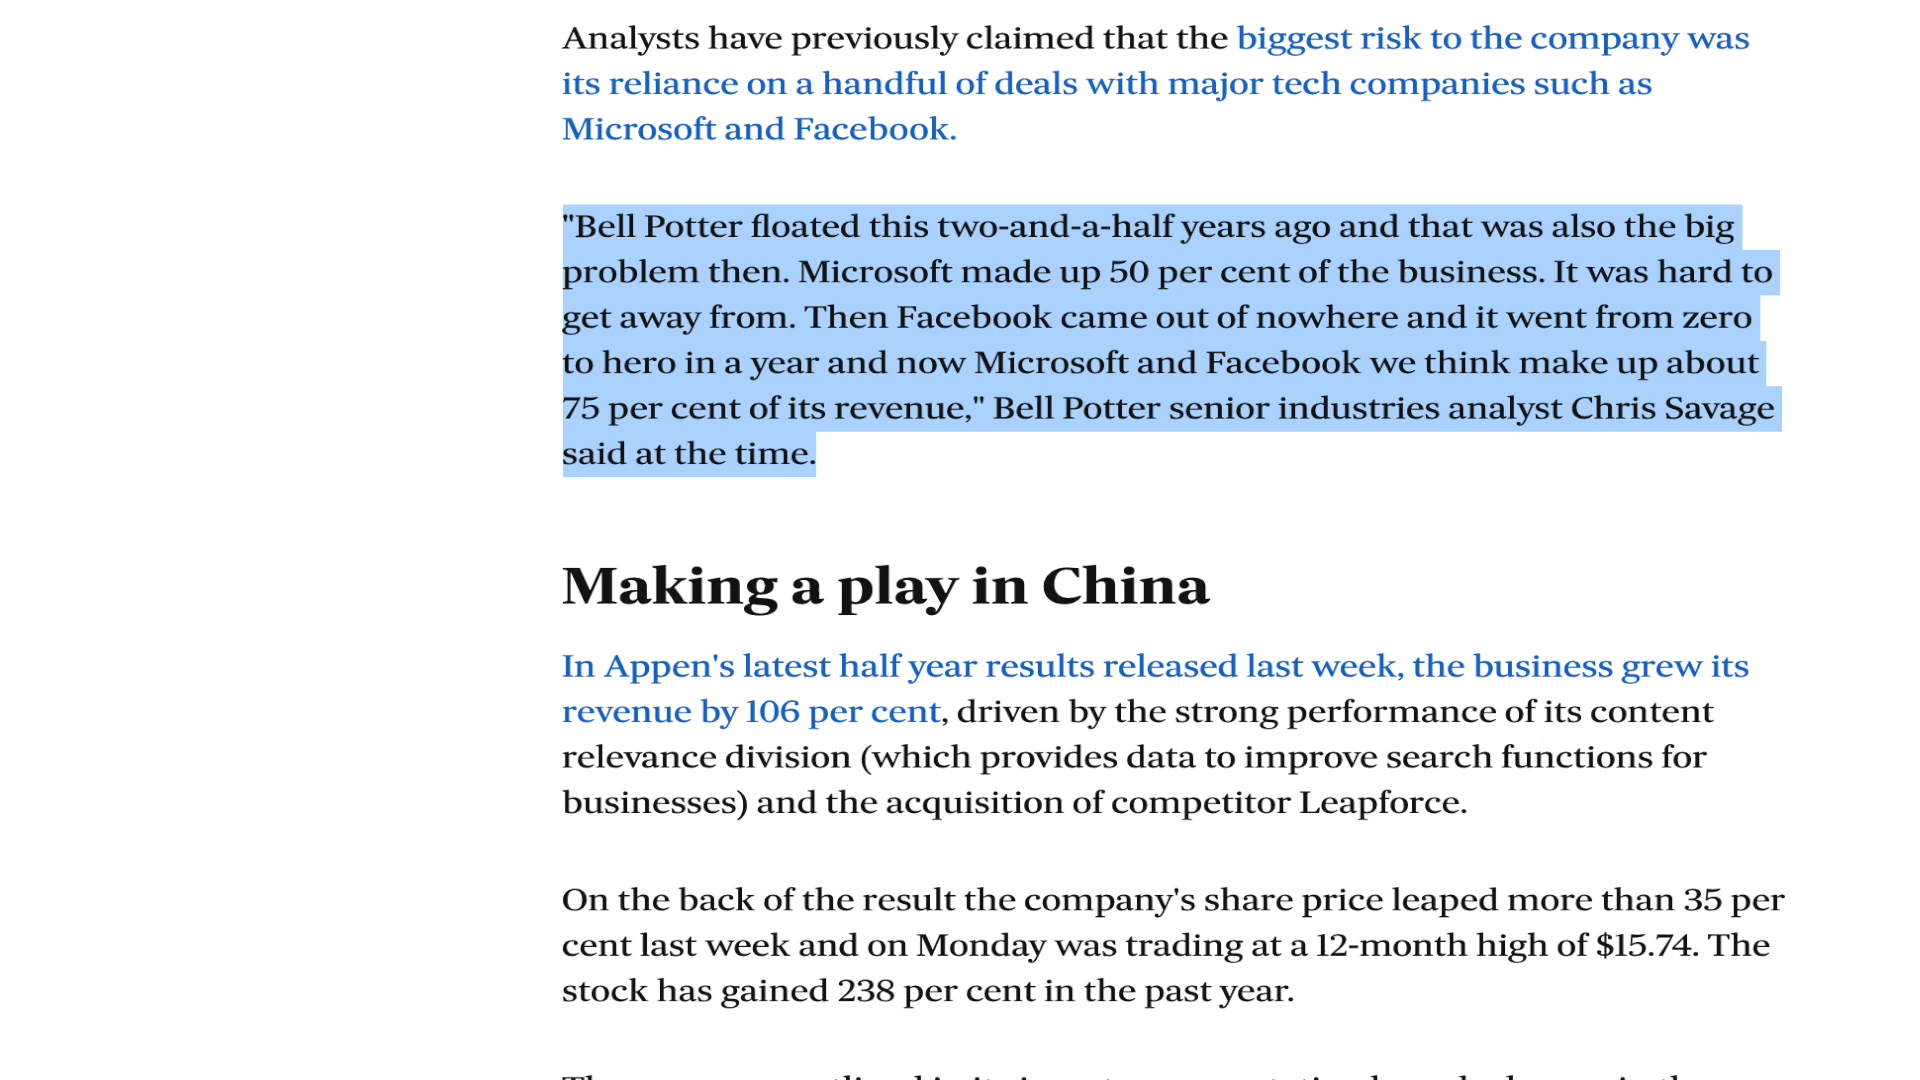 Analysts have previously claimed that the biggest risk to the company was
its reliance on a handful of deals with major tech companies such as
Microsoft and Facebook.
"Bell Potter floated this two-and-a-half years ago and that was also the big
problem then. Microsoft made up 50 per cent of the business. It was hard to
get away from. Then Facebook came out of nowhere and it went from zero
to hero in a year and now Microsoft and Facebook we think make up about
75 per cent of its revenue," Bell Potter senior industries analyst Chris Savage
said at the time.
Making a play in China
In Appen's latest half year results released last week, the business grew its
revenue by 106 per cent, driven by the strong performance of its content
relevance division (which provides data to improve search functions for
businesses) and the acquisition of competitor Leapforce.
On the back of the result the company's share price leaped more than 35 per
cent last week and on Monday was trading at a 12-month high of $15.74. The
stock has gained 238 per cent in the past year.